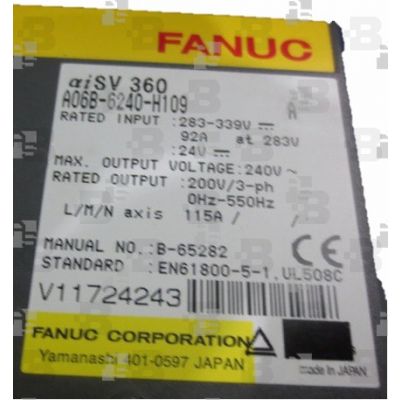 FANUC
αiSV 360
A06B-6240-H109 A
RATED INPUT :283-339V
92A at 283V
:24V
MAX. OUTPUT VOLTAGE:240V~
RATED OUTPUT :200V/3-ph
0Hz-550Hz
L/M/N axis 115A / /
MANUAL NO.:B-65282
STANDARD :EN61800-5-1,UL508C
CE
V11724243
FANUC CORPORATION
Yamanashi 401-0597 JAPAN
made in JAPAN